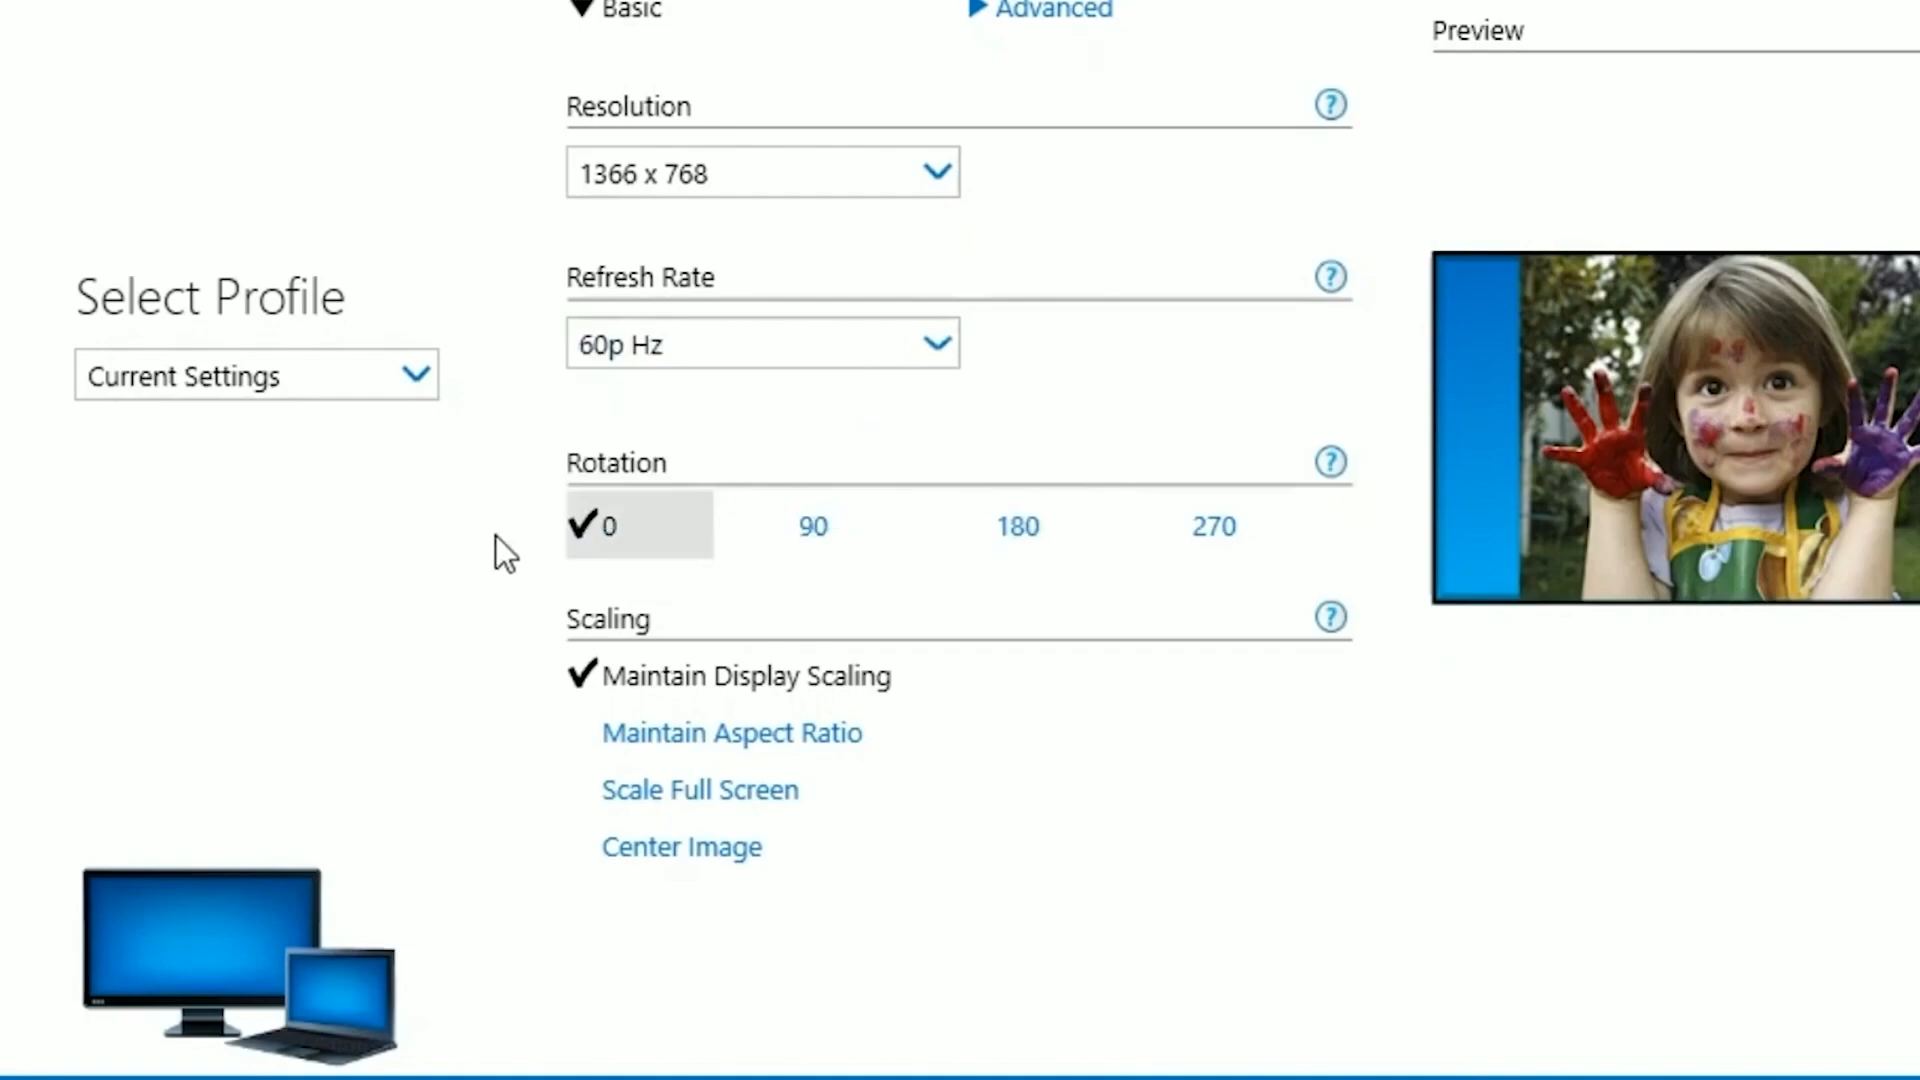 Basic
Advanced
Preview
Resolution
?
1366 x 768
Refresh Rate
?
Select Profile
60p Hz
Current Settings
Rotation
?
0
90
180
270
Scaling
?
Maintain Display Scaling
Maintain Aspect Ratio
Scale Full Screen
Center Image